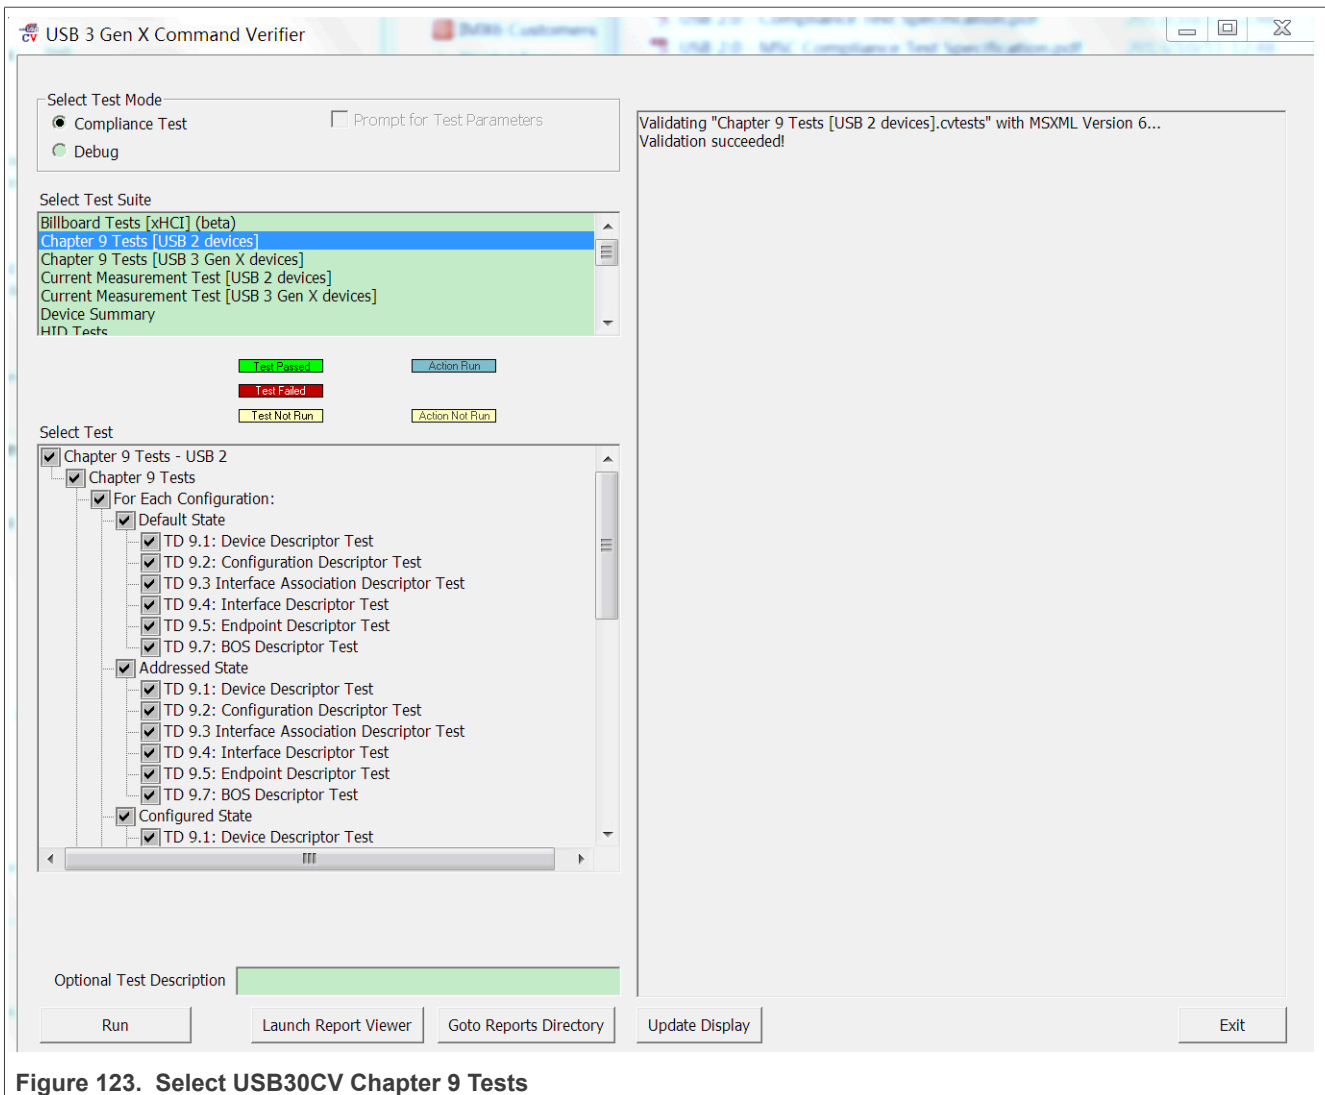 USB 3 Gen X Command Verifier
Select Test Mode
Compliance Test
Prompt for Test Parameters
Debug
Select Test Suite
Billboard Tests [xHCI] (beta)
Chapter 9 Tests [USB 2 devices]
Chapter 9 Tests [USB 3 Gen X devices]
Current Measurement Test [USB 2 devices]
Current Measurement Test [USB 3 Gen X devices]
Device Summary
HID Tests
Test Passed
Action Run
Test Failed
Test Not Run
Action Not Run
Select Test
Chapter 9 Tests - USB 2
Chapter 9 Tests
For Each Configuration:
Default State
TD 9.1: Device Descriptor Test
TD 9.2: Configuration Descriptor Test
TD 9.3 Interface Association Descriptor Test
TD 9.4: Interface Descriptor Test
TD 9.5: Endpoint Descriptor Test
TD 9.7: BOS Descriptor Test
Addressed State
TD 9.1: Device Descriptor Test
TD 9.2: Configuration Descriptor Test
TD 9.3 Interface Association Descriptor Test
TD 9.4: Interface Descriptor Test
TD 9.5: Endpoint Descriptor Test
TD 9.7: BOS Descriptor Test
Configured State
TD 9.1: Device Descriptor Test
Validating "Chapter 9 Tests [USB 2 devices].cvtests" with MSXML Version 6...
Validation succeeded!
Optional Test Description
Run
Launch Report Viewer
Goto Reports Directory
Update Display
Exit
Figure 123. Select USB30CV Chapter 9 Tests